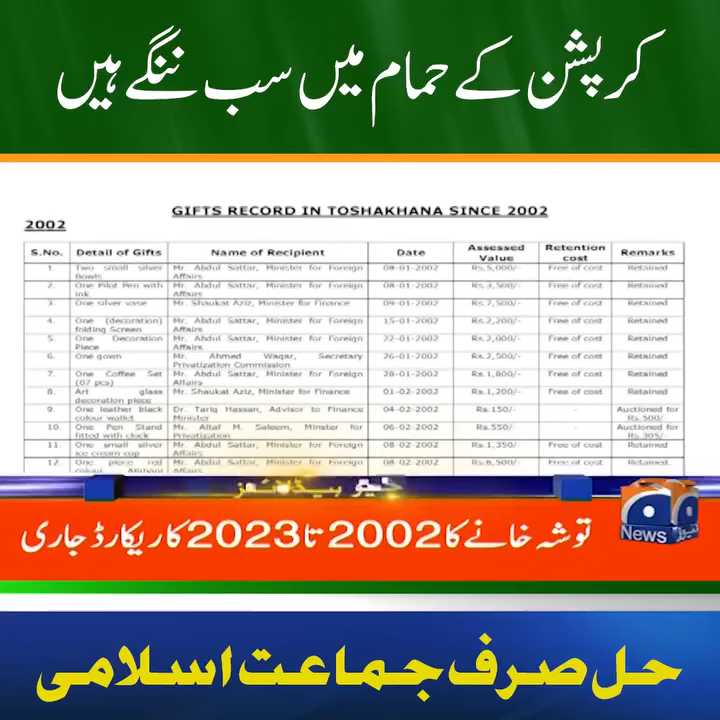 کرپشن کے حمام میں سب ننگے ہیں
GIFTS RECORD IN TOSHAKHANA SINCE 2002
2002
S.No. Detail of Gifts Name of Recipient Date Assessed Value Retention cost Remarks
1. Two small silver Bowls Mr. Abdul Sattar, Minister for Foreign Affairs 08-01-2002 Rs.5,000/- Free of cost Retained
2. One Pilot Pen with ink Mr. Abdul Sattar, Minister for Foreign Affairs 08-01-2002 Rs.3,500/- Free of cost Retained
3. One silver vase Mr. Shaukat Aziz, Minister for Finance 09-01-2002 Rs.7,500/- Free of cost Retained
4. One (decoration) folding Screen Mr. Abdul Sattar, Minister for Foreign Affairs 15-01-2002 Rs.2,200/- Free of cost Retained
5. One Decoration Piece Mr. Abdul Sattar, Minister for Foreign Affairs 22-01-2002 Rs.2,000/- Free of cost Retained
6. One gown Mr. Ahmed Waqar, Secretary Privatization Commission 26-01-2002 Rs.2,500/- Free of cost Retained
7. One Coffee Set (07 pcs) Mr. Abdul Sattar, Minister for Foreign Affairs 28-01-2002 Rs.1,800/- Free of cost Retained
8. Art glass decoration piece Mr. Shaukat Aziz, Minister for Finance 01-02-2002 Rs.1,200/- Free of cost Retained
9. One leather black colour wallet Dr. Tariq Hassan, Advisor to Finance Minister 04-02-2002 Rs.150/- - Auctioned for Rs.500/-
10. One Pen Stand fitted with clock Mr. Altaf M. Saleem, Minster for Privatization 06-02-2002 Rs.550/- - Auctioned for Rs.305/-
11. One small silver ice cream cup Mr. Abdul Sattar, Minister for Foreign Affairs 08-02-2002 Rs.1,350/- Free of cost Retained
12. One piece red colour Afghani Mr. Abdul Sattar, Minister for Foreign Affairs 08-02-2002 Rs.6,500/- Free of cost Retained
جیو ہیڈلائنز
توشہ خانے کا 2002 تا 2023 کا ریکارڈ جاری
News جیو نیوز
حل صرف جماعت اسلامی